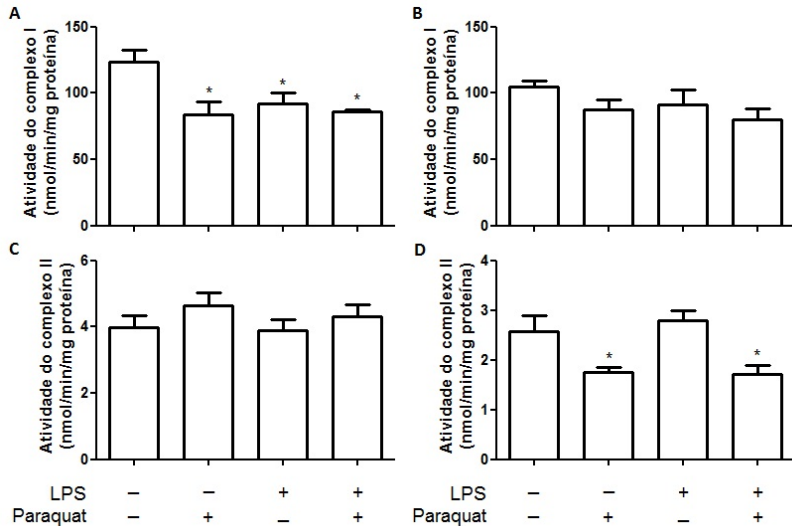 A
Atividade do complexo I
(nmol/min/mg proteína)
150
100
50
0
*
*
*
B
Atividade do complexo I
(nmol/min/mg proteína)
150
100
50
0
C
Atividade do complexo II
(nmol/min/mg proteína)
6
4
2
0
D
Atividade do complexo II
(nmol/min/mg proteína)
4
3
2
1
0
*
*
LPS – – + + – – + +
Paraquat – + – + – + – +